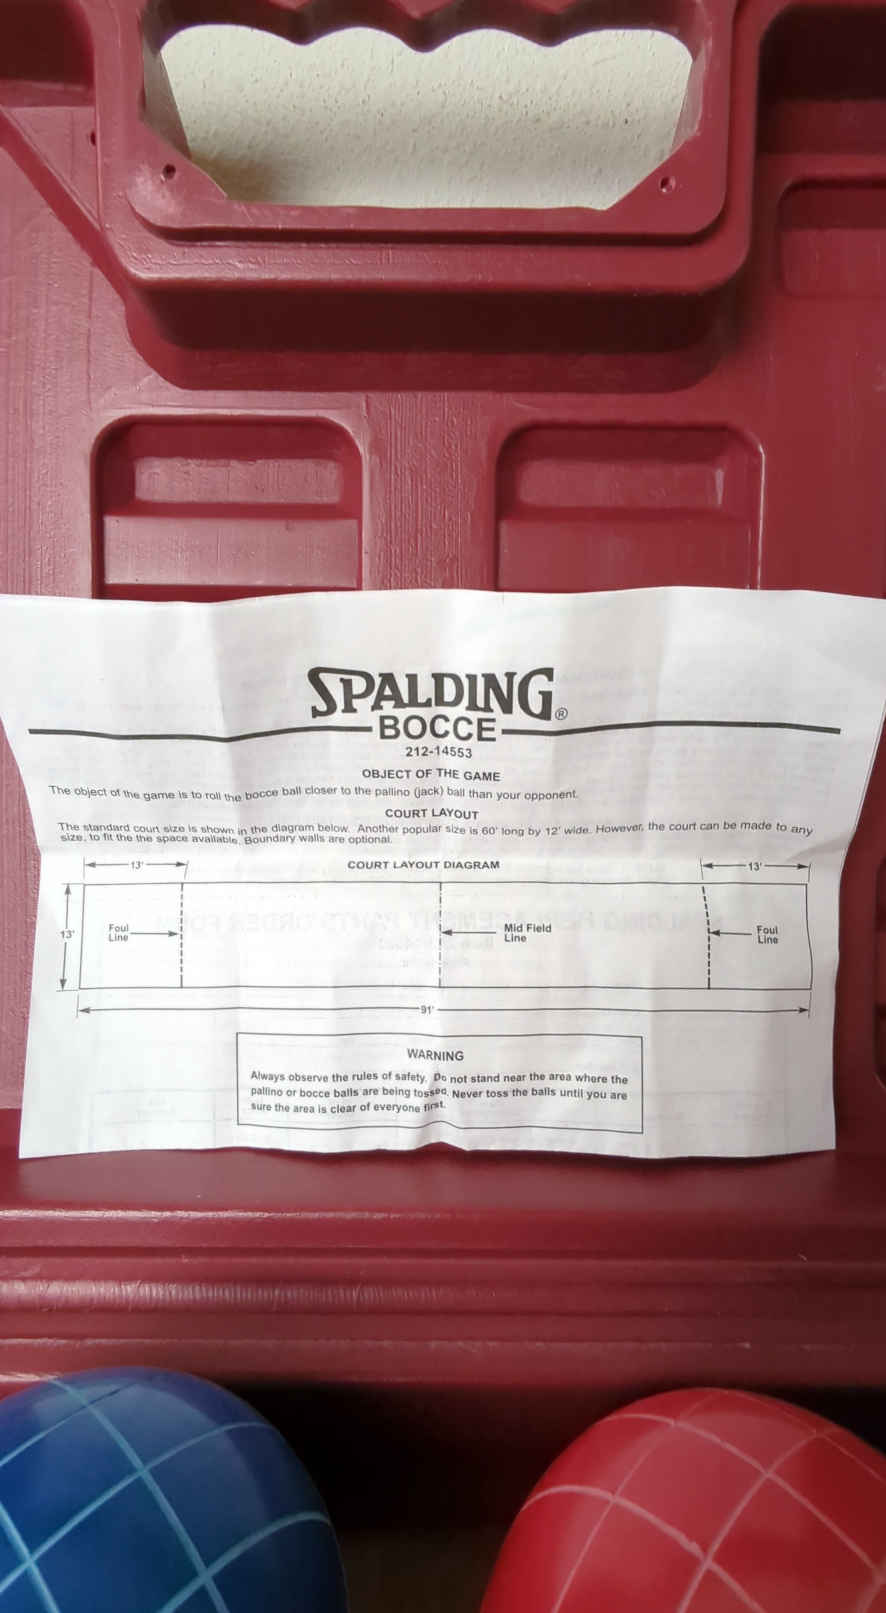 SPALDING®
BOCCE
212-14553
OBJECT OF THE GAME
The object of the game is to roll the bocce ball closer to the pallino (jack) ball than your opponent.
COURT LAYOUT
The standard court size is shown in the diagram below. Another popular size is 60' long by 12' wide. However, the court can be made to any
size, to fit the the space available. Boundary walls are optional.
13' COURT LAYOUT DIAGRAM 13'
13'
Foul
Line
Mid Field
Line
Foul
Line
91'
WARNING
Always observe the rules of safety. Do not stand near the area where the
pallino or bocce balls are being tossed. Never toss the balls until you are
sure the area is clear of everyone first.